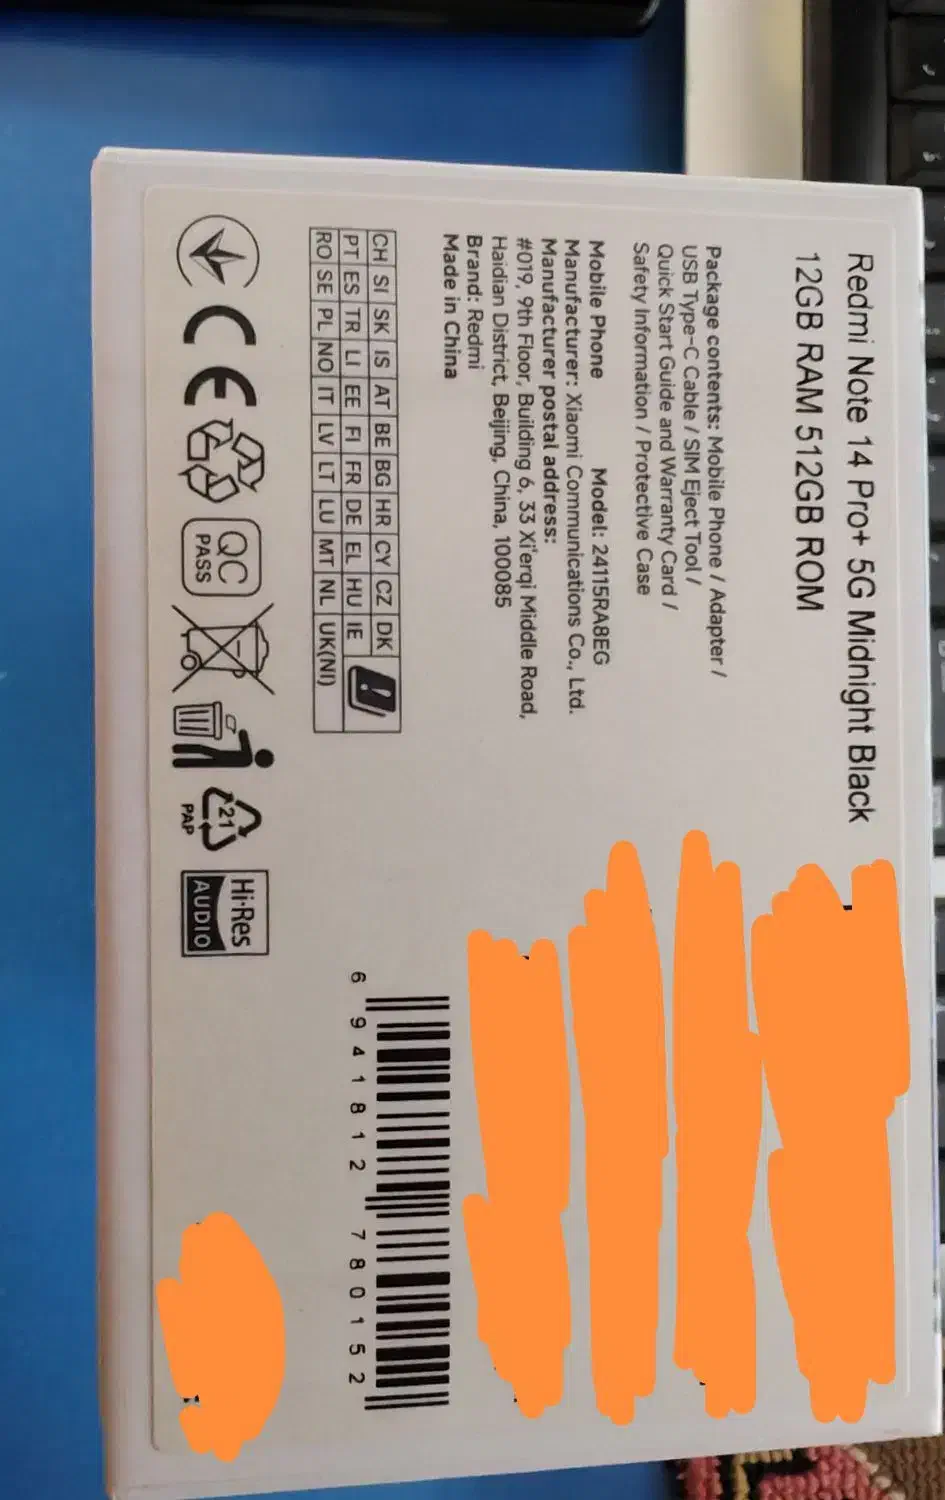 Redmi Note 14 Pro+ 5G Midnight Black
12GB RAM 512GB ROM
Package contents: Mobile Phone / Adapter /
USB Type-C Cable / SIM Eject Tool /
Quick Start Guide and Warranty Card /
Safety Information / Protective Case
Mobile Phone Model: 24115RA8EG
Manufacturer: Xiaomi Communications Co., Ltd.
Manufacturer postal address:
#019, 9th Floor, Building 6, 33 Xi'erqi Middle Road,
Haidian District, Beijing, China, 100085
Brand: Redmi
Made in China
CH SI SK IS AT BE BG HR CY CZ DK
PT ES TR LI EE FI FR DE EL HU IE
RO SE PL NO IT LV LT LU MT NL UK(NI)
6 941812 780152
CE
QC
PASS
21
PAP
Hi-Res
AUDIO